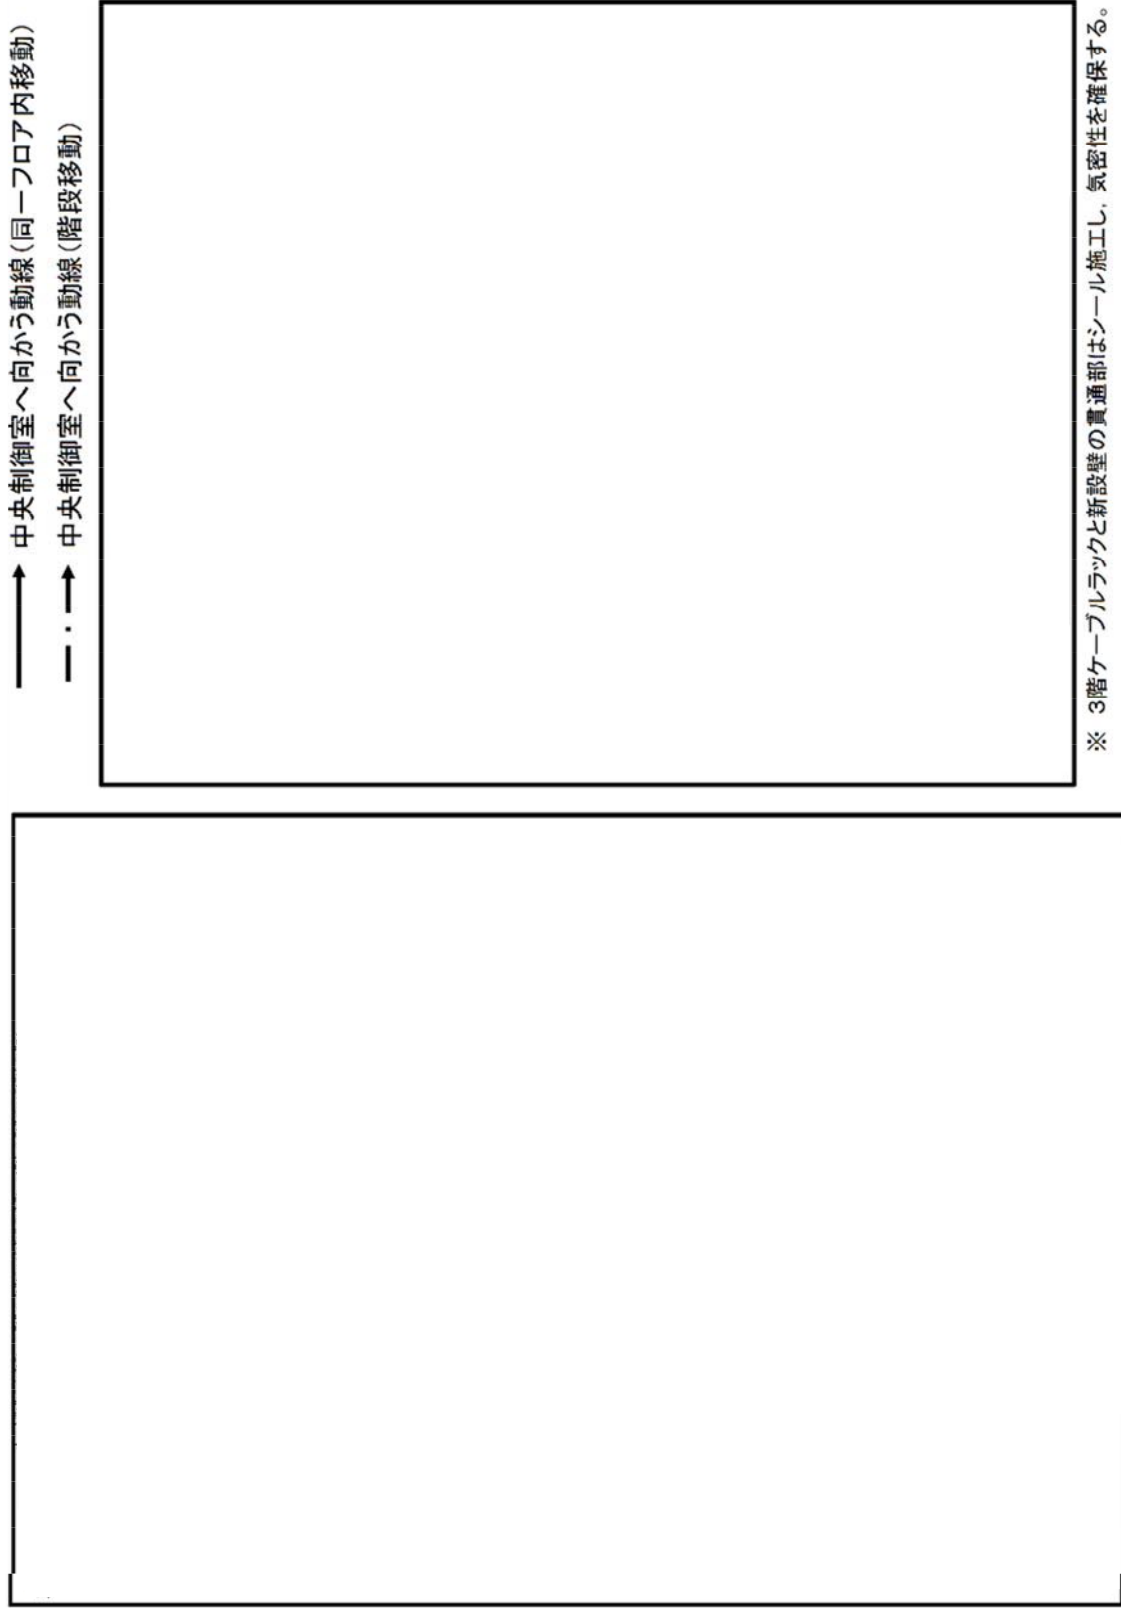 中央制御室へ向かう動線(同一フロア内移動)
中央制御室へ向かう動線(階段移動)
※ 3階ケーブルラックと新設壁の貫通部はシール施工し,気密性を確保する。